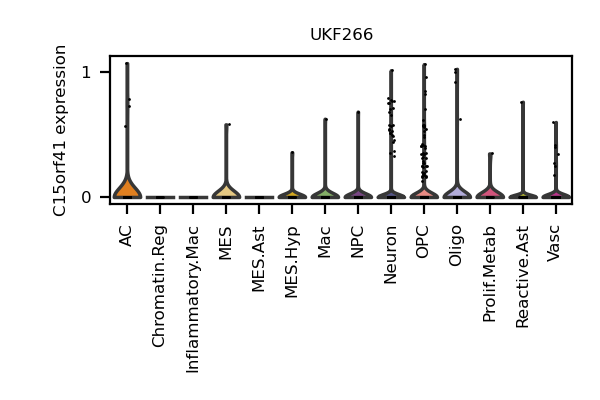 UKF266
C15orf41 expression
1
0
AC
Chromatin.Reg
Inflammatory.Mac
MES
MES.Ast
MES.Hyp
Mac
NPC
Neuron
OPC
Oligo
Prolif.Metab
Reactive.Ast
Vasc